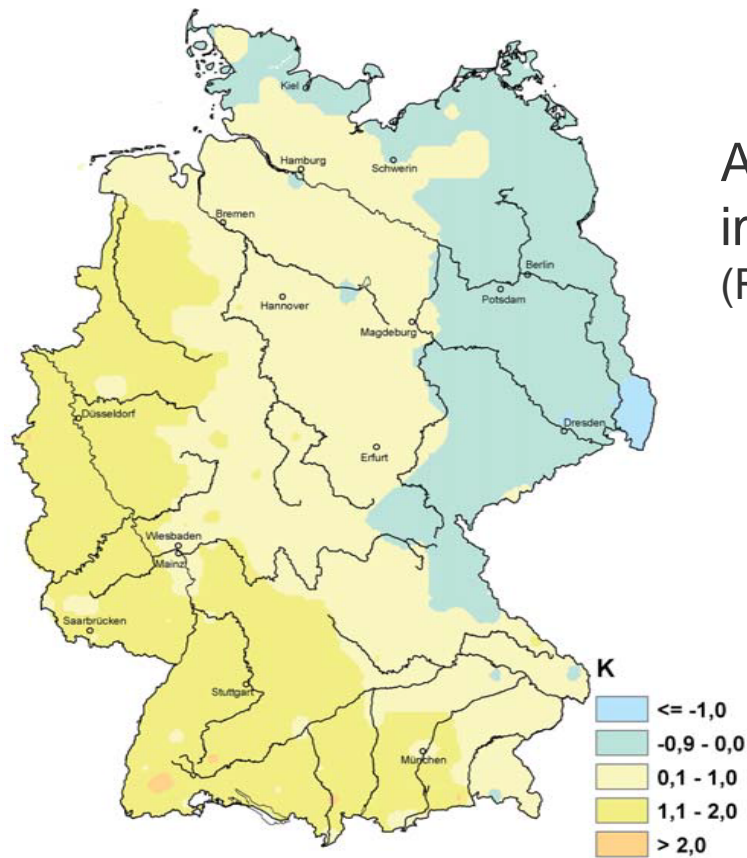 Kiel
Hamburg
Schwerin
Bremen
Berlin
Potsdam
Hannover
Magdeburg
Düsseldorf
Dresden
Erfurt
Wiesbaden
Mainz
Saarbrücken
Stuttgart
München
K
<= -1,0
-0,9 - 0,0
0,1 - 1,0
1,1 - 2,0
> 2,0